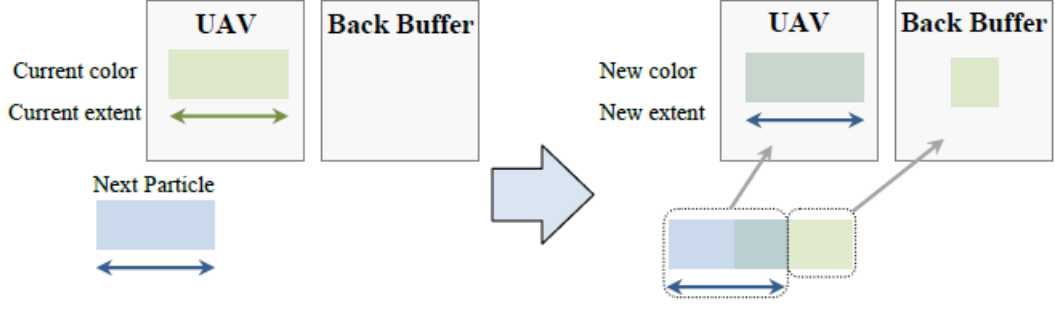 UAV
Back Buffer
Current color
Current extent
Next Particle
UAV
Back Buffer
New color
New extent